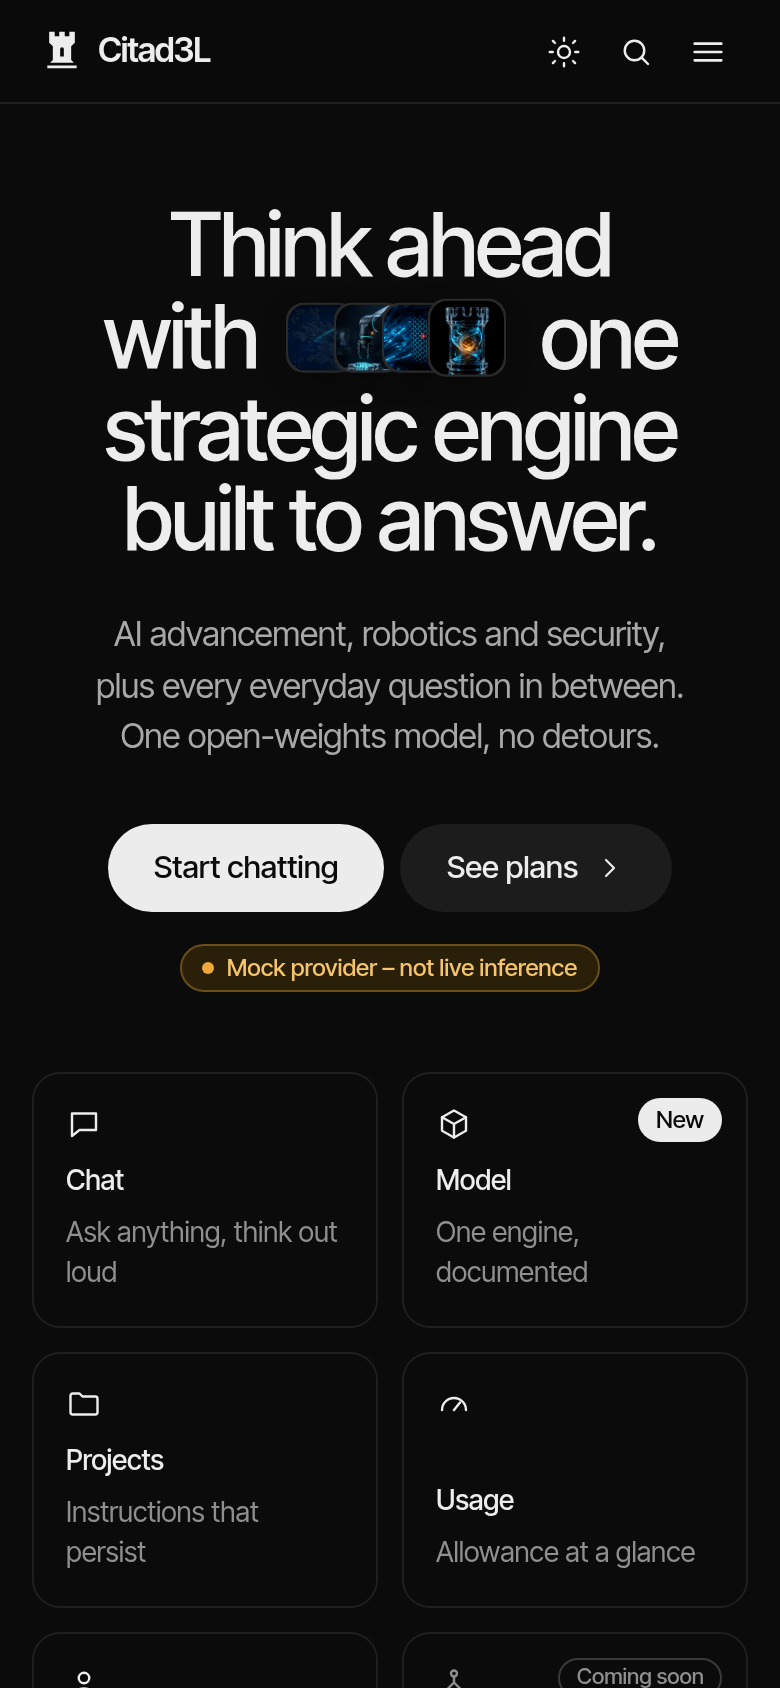 Citad3L
Think ahead
with one
strategic engine
built to answer.
AI advancement, robotics and security,
plus every everyday question in between.
One open-weights model, no detours.
Start chatting
See plans
Mock provider – not live inference
Chat
Ask anything, think out
loud
New
Model
One engine,
documented
Projects
Instructions that
persist
Usage
Allowance at a glance
Coming soon